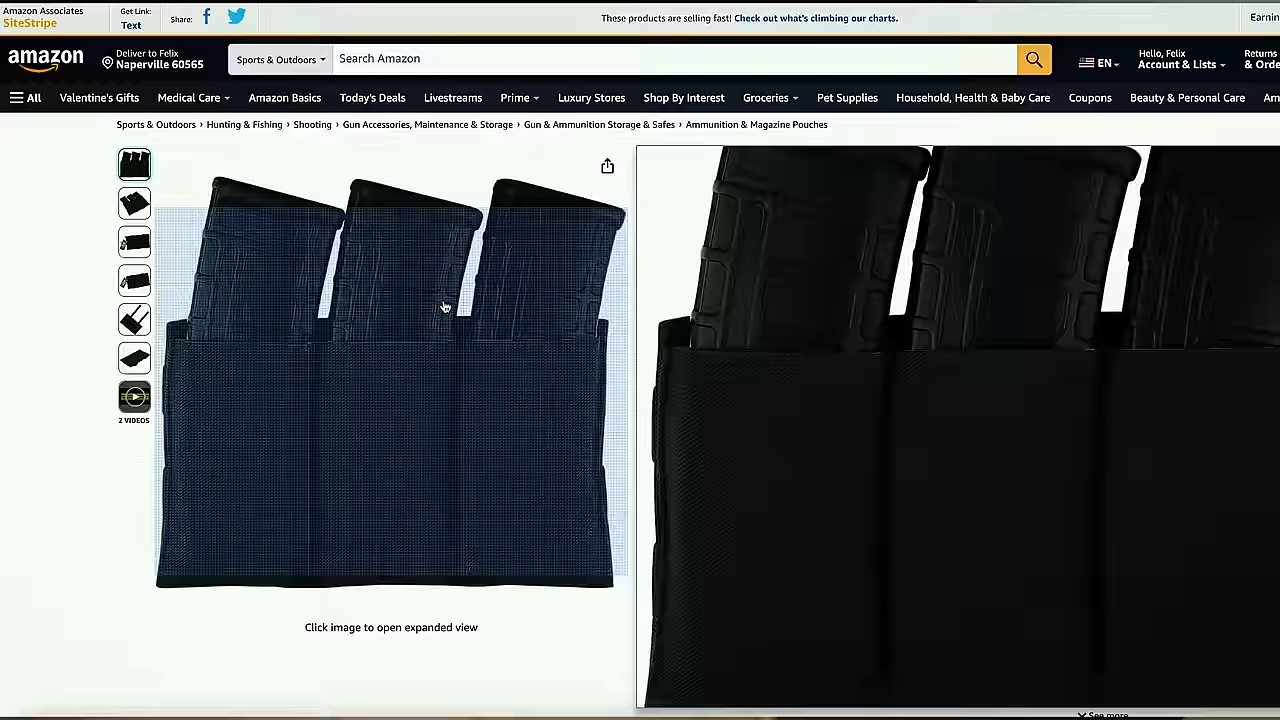 Amazon Associates
SiteStripe
Get Link:
Text
Share:
These products are selling fast! Check out what's climbing our charts.
Earnin
amazon
Deliver to Felix
Naperville 60565
Sports & Outdoors
Search Amazon
EN
Hello, Felix
Account & Lists
Returns
& Orde
All
Valentine's Gifts
Medical Care
Amazon Basics
Today's Deals
Livestreams
Prime
Luxury Stores
Shop By Interest
Groceries
Pet Supplies
Household, Health & Baby Care
Coupons
Beauty & Personal Care
Am
Sports & Outdoors › Hunting & Fishing › Shooting › Gun Accessories, Maintenance & Storage › Gun & Ammunition Storage & Safes › Ammunition & Magazine Pouches
2 VIDEOS
Click image to open expanded view
See more